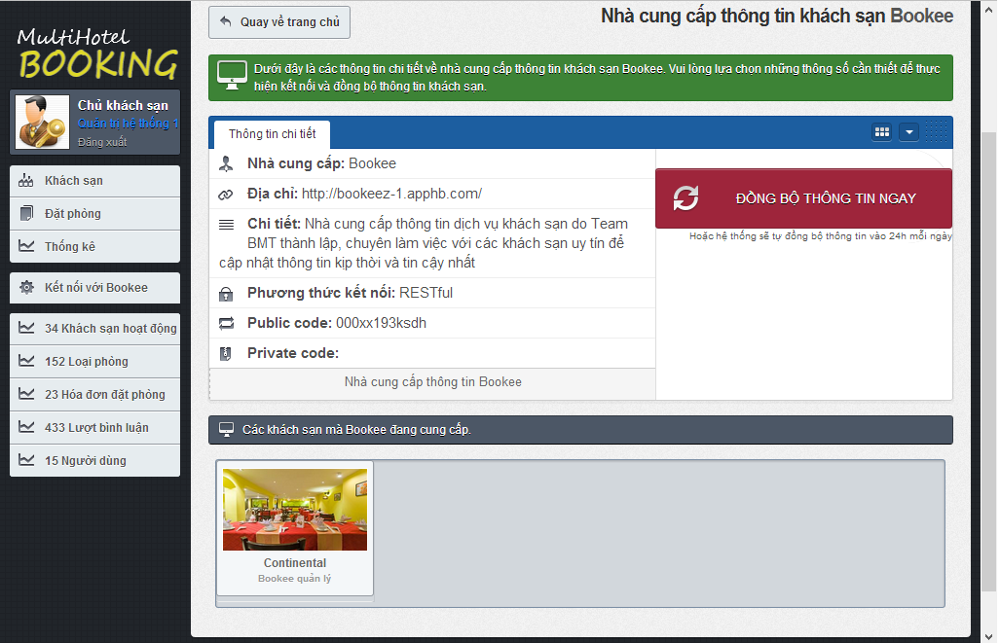 MultiHotel
BOOKING
Chủ khách sạn
Quản trị hệ thống 1
Đăng xuất
Khách sạn
Đặt phòng
Thống kê
Kết nối với Bookee
34 Khách sạn hoạt động
152 Loại phòng
23 Hóa đơn đặt phòng
433 Lượt bình luận
15 Người dùng
Quay về trang chủ
Nhà cung cấp thông tin khách sạn Bookee
Dưới đây là các thông tin chi tiết về nhà cung cấp thông tin khách sạn Bookee. Vui lòng lựa chọn những thông số cần thiết để thực
hiện kết nối và đồng bộ thông tin khách sạn.
Thông tin chi tiết
Nhà cung cấp: Bookee
Địa chỉ: http://bookeez-1.apphb.com/
Chi tiết: Nhà cung cấp thông tin dịch vụ khách sạn do Team
BMT thành lập, chuyên làm việc với các khách sạn uy tín để
cập nhật thông tin kịp thời và tin cậy nhất
Phương thức kết nối: RESTful
Public code: 000xx193ksdh
Private code:
Nhà cung cấp thông tin Bookee
ĐỒNG BỘ THÔNG TIN NGAY
Hoặc hệ thống sẽ tự đồng bộ thông tin vào 24h mỗi ngày
Các khách sạn mà Bookee đang cung cấp.
Continental
Bookee quản lý